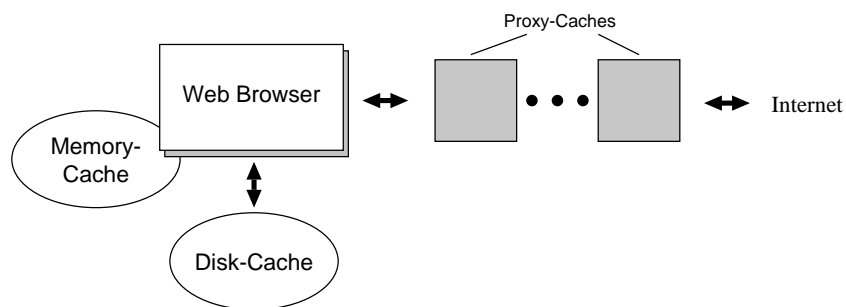 Proxy-Caches
Web Browser
Internet
Memory-
Cache
Disk-Cache